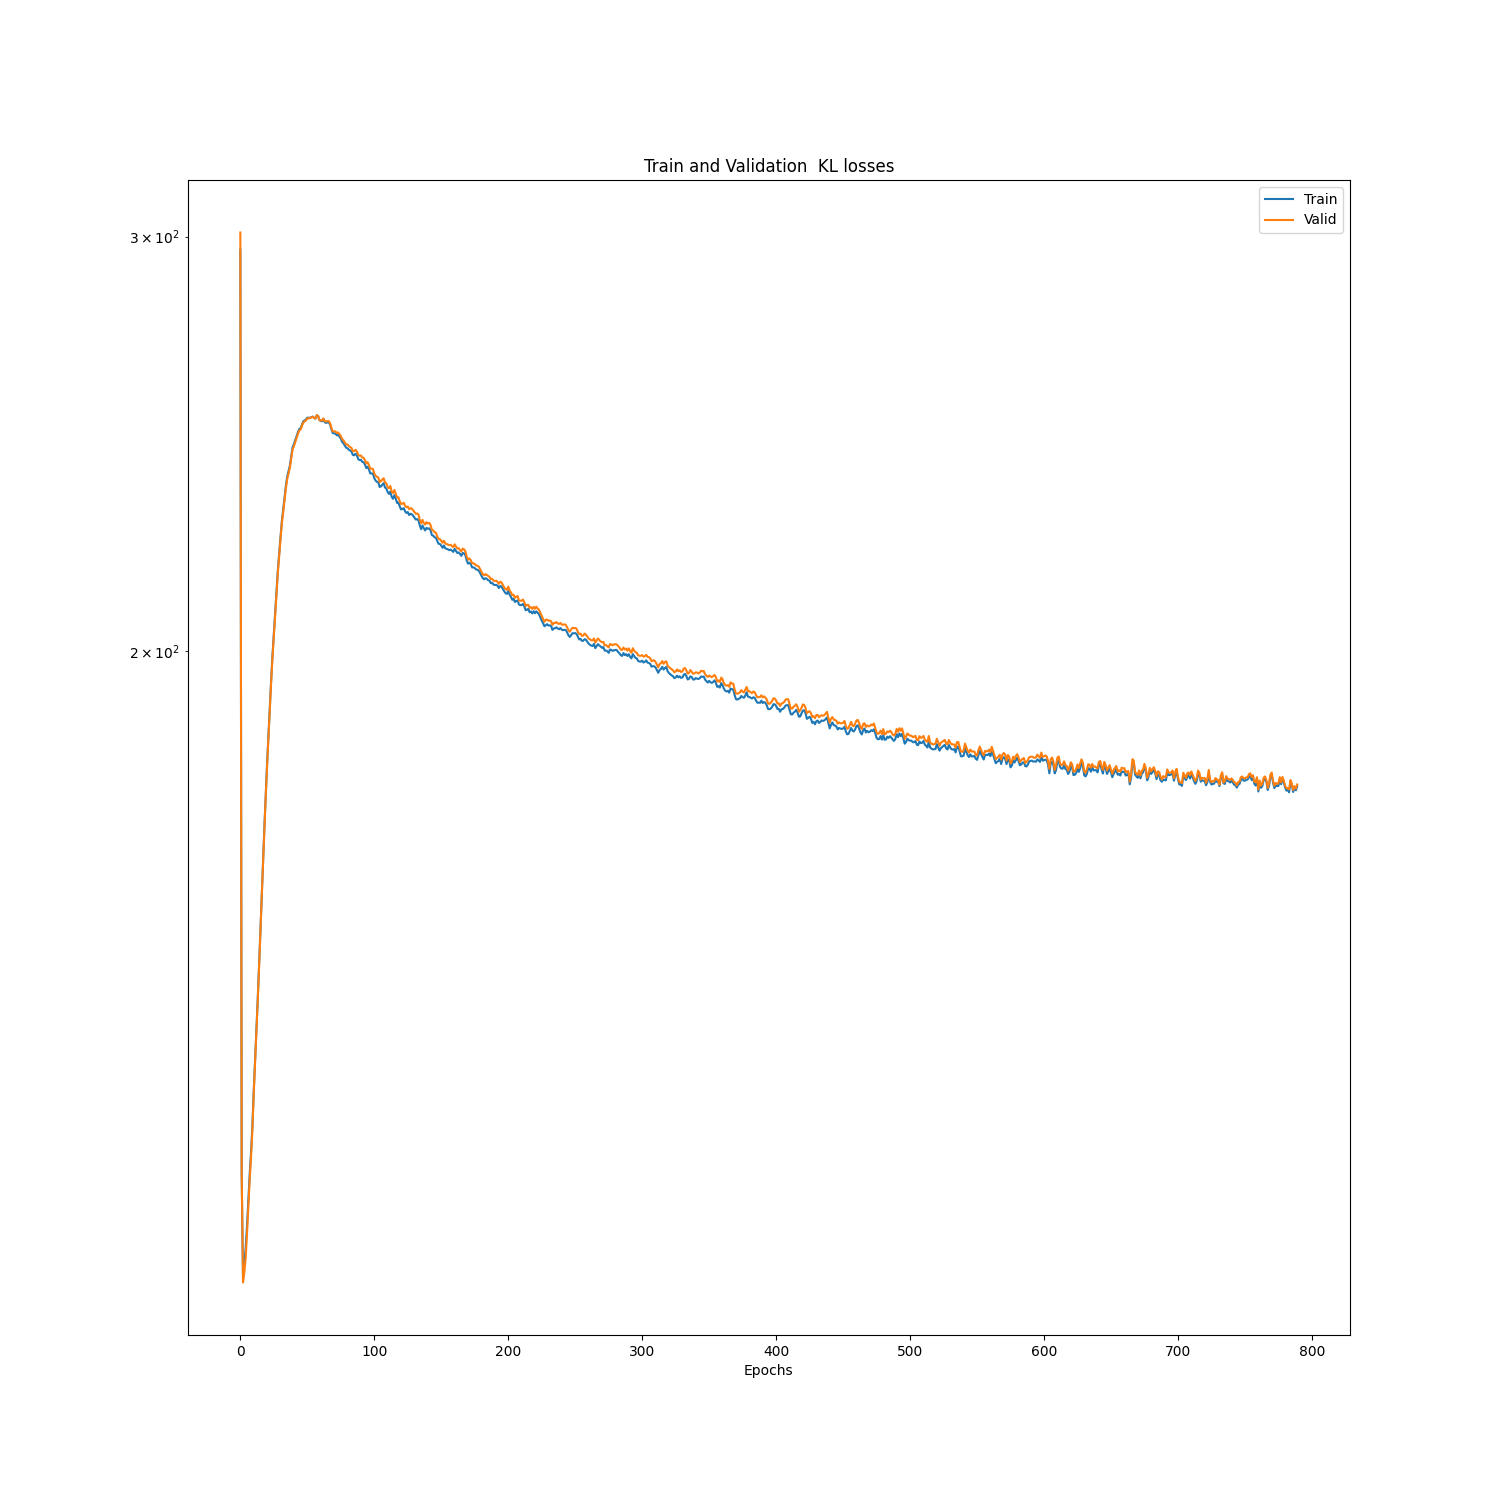 Train and Validation  KL losses
Train
Valid
3 × 10²
2 × 10²
0 100 200 300 400 500 600 700 800
Epochs